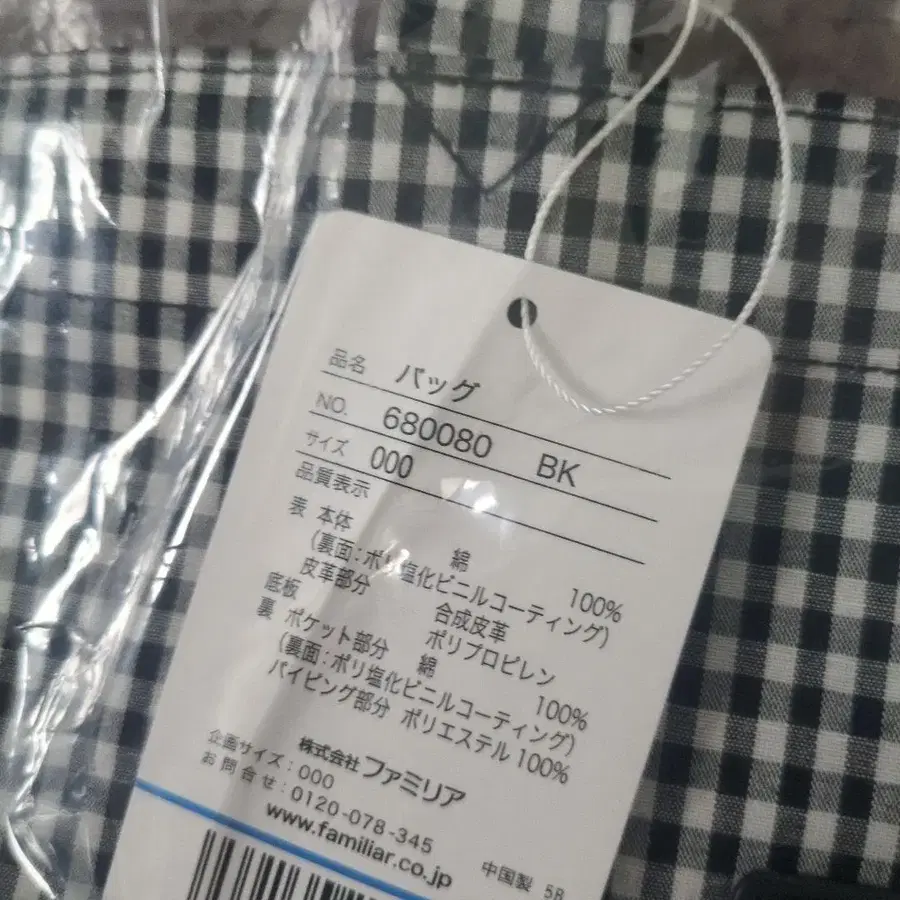 品名 バッグ
NO. 680080 BK
サイズ 000
品質表示
表 本体 綿 100%
(裏面:ポリ塩化ビニルコーティング)
皮革部分 合成皮革
底板 ポリプロピレン
裏 ポケット部分 綿 100%
(裏面:ポリ塩化ビニルコーティング)
パイピング部分 ポリエステル 100%
株式会社ファミリア
企画サイズ:000
お問合せ:0120-078-345
www.familiar.co.jp
中国製 5R